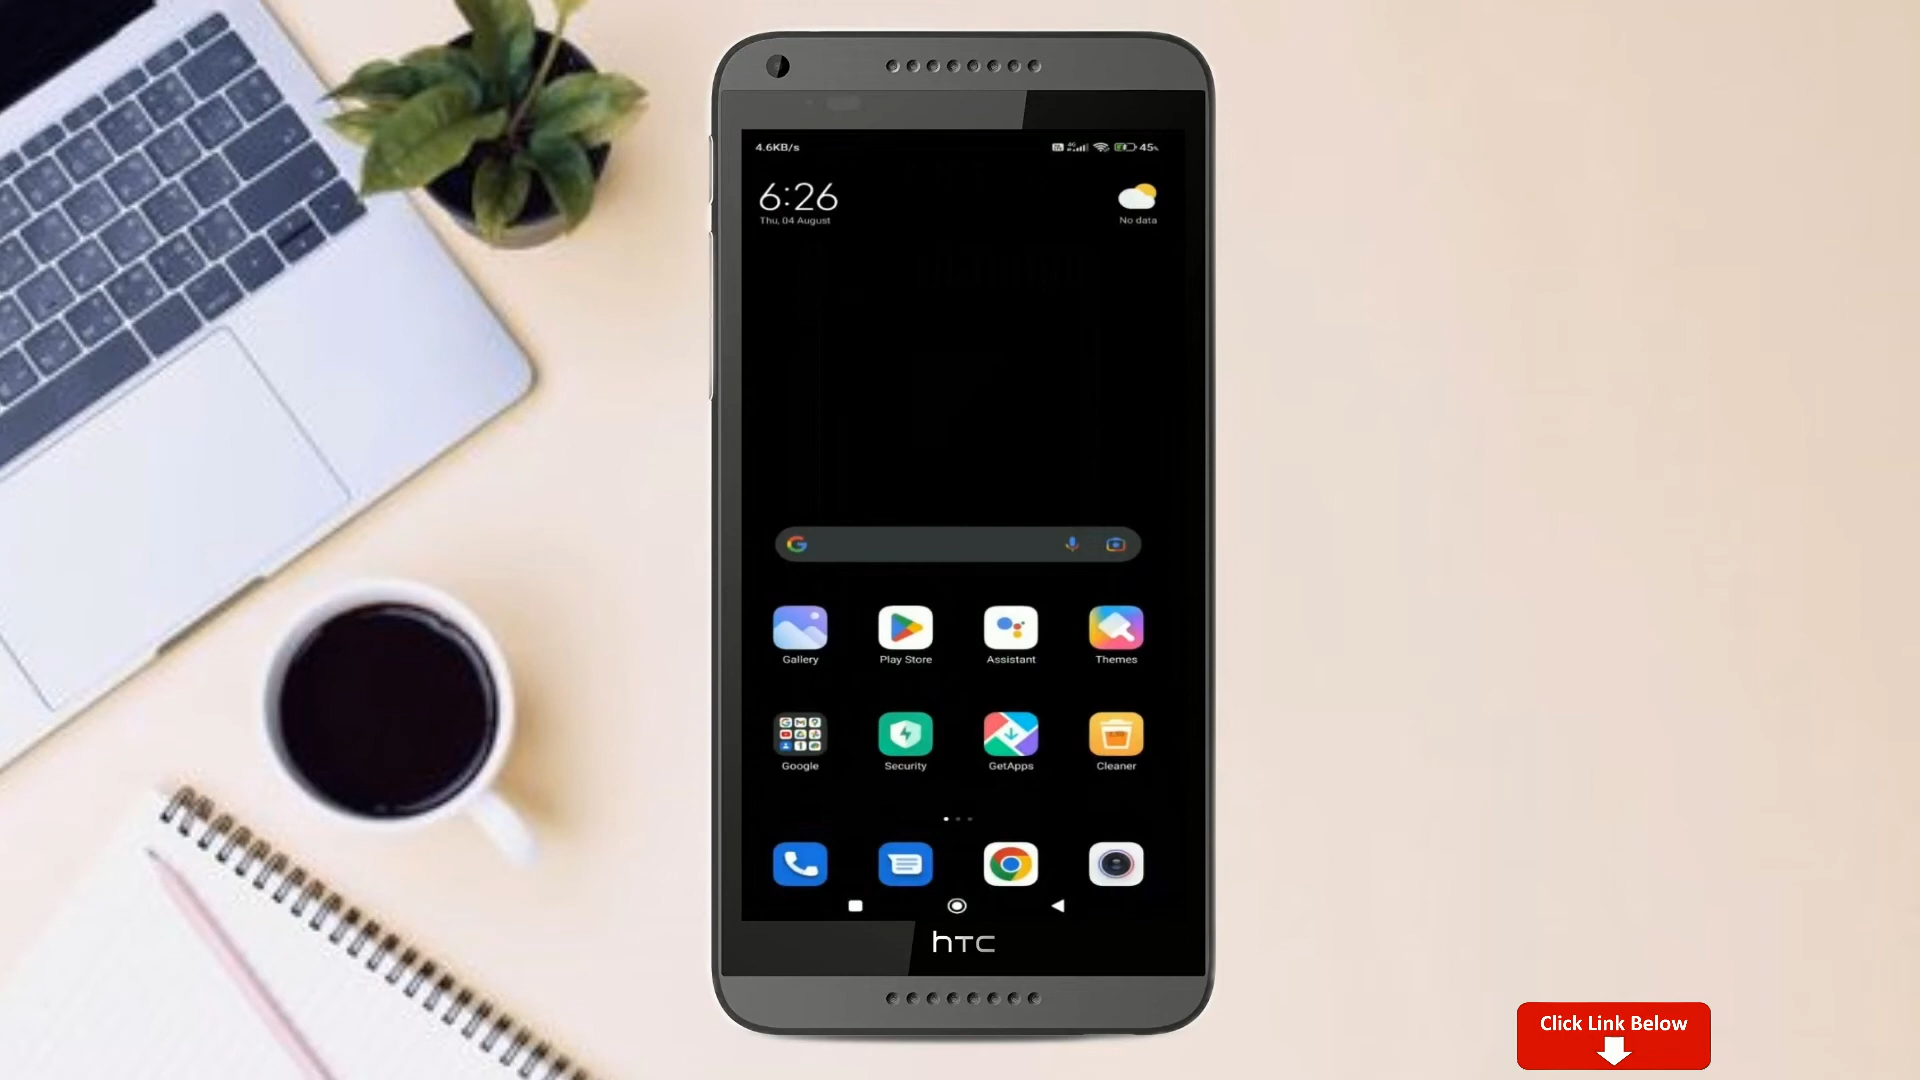 4.6KB/s
45%
6:26
Thu, 04 August
No data
Gallery
Play Store
Assistant
Themes
Google
Security
GetApps
Cleaner
hTC
Click Link Below